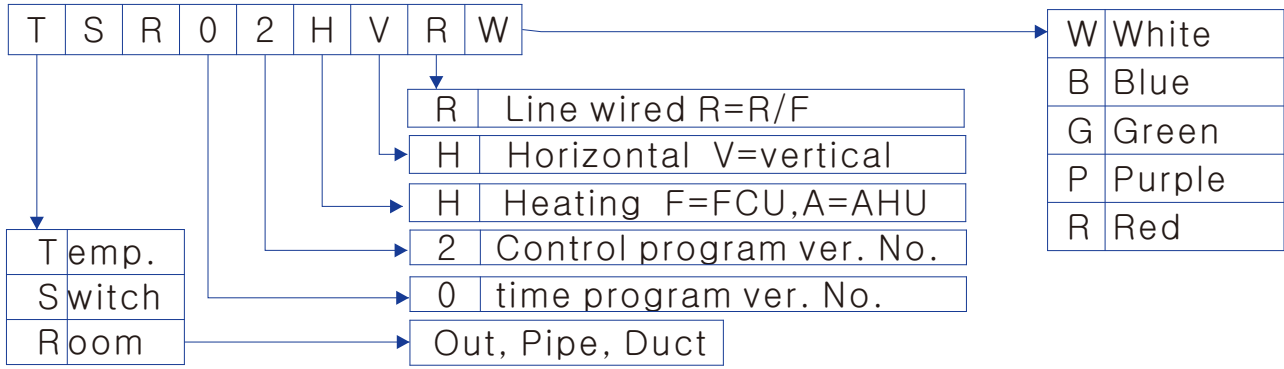 T S R 0 2 H V R W
W White
B Blue
G Green
P Purple
R Red
R Line wired R=R/F
H Horizontal V=vertical
H Heating F=FCU,A=AHU
2 Control program ver. No.
0 time program ver. No.
Temp.
Switch
Room
Out, Pipe, Duct